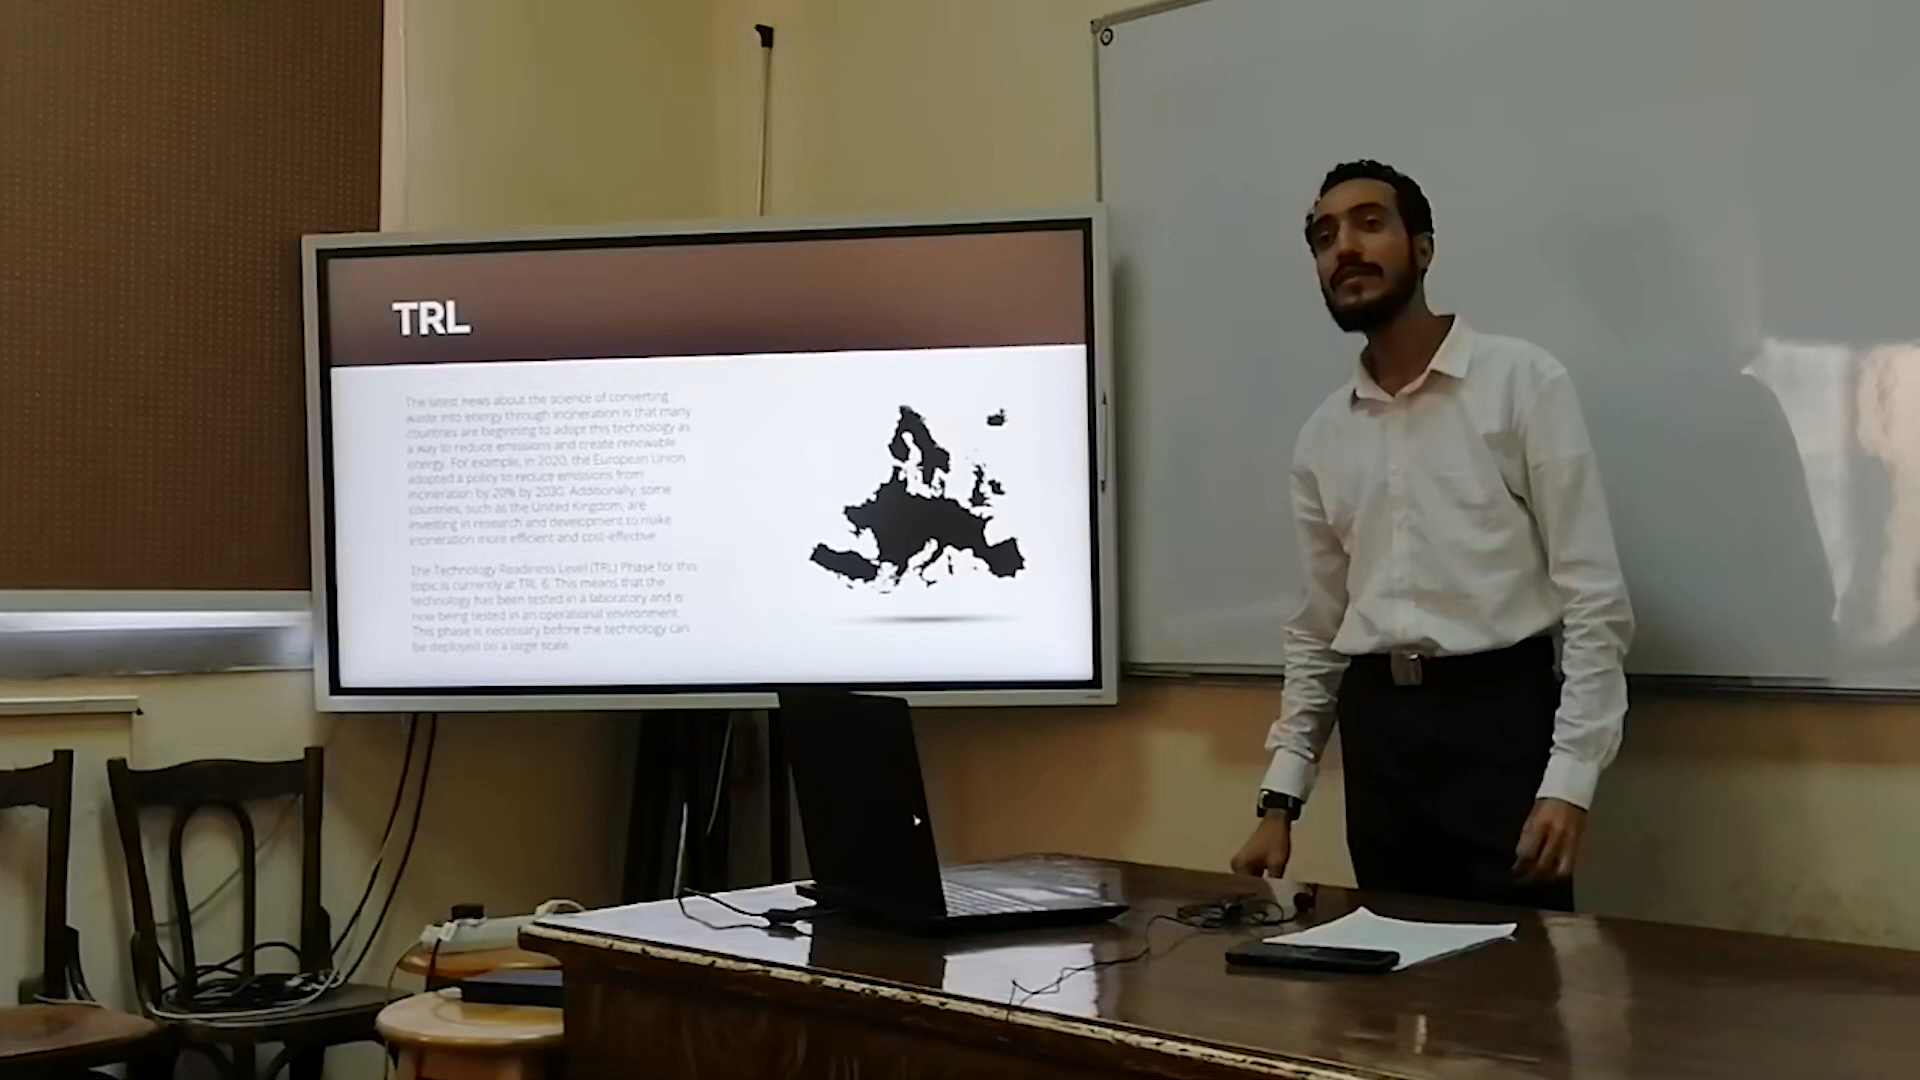 TRL
The latest news about the science of converting
waste into energy through incineration is that many
countries are beginning to adopt this technology as
a way to reduce emissions and create renewable
energy. For example, in 2020, the European Union
adopted a policy to reduce emissions from
incineration by 20% by 2030. Additionally, some
countries, such as the United Kingdom, are
investing in research and development to make
incineration more efficient and cost-effective.
The Technology Readiness Level (TRL) Phase for this
topic is currently at TRL 6. This means that the
technology has been tested in a laboratory and is
now being tested in an operational environment.
This phase is necessary before the technology can
be deployed on a large scale.